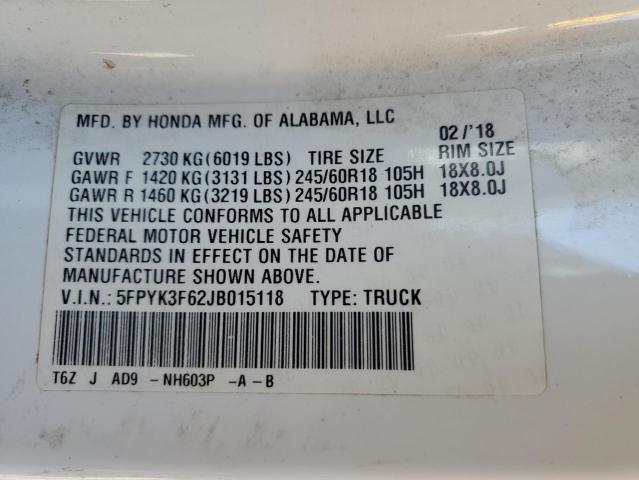 MFD. BY HONDA MFG. OF ALABAMA, LLC
02/'18
GVWR 2730 KG(6019 LBS) TIRE SIZE RIM SIZE
GAWR F 1420 KG(3131 LBS)245/60R18 105H 18X8.0J
GAWR R 1460 KG(3219 LBS)245/60R18 105H 18X8.0J
THIS VEHICLE CONFORMS TO ALL APPLICABLE
FEDERAL MOTOR VEHICLE SAFETY
STANDARDS IN EFFECT ON THE DATE OF
MANUFACTURE SHOWN ABOVE.
V.I.N.: 5FPYK3F62JB015118 TYPE: TRUCK
T6Z J AD9 -NH603P -A-B